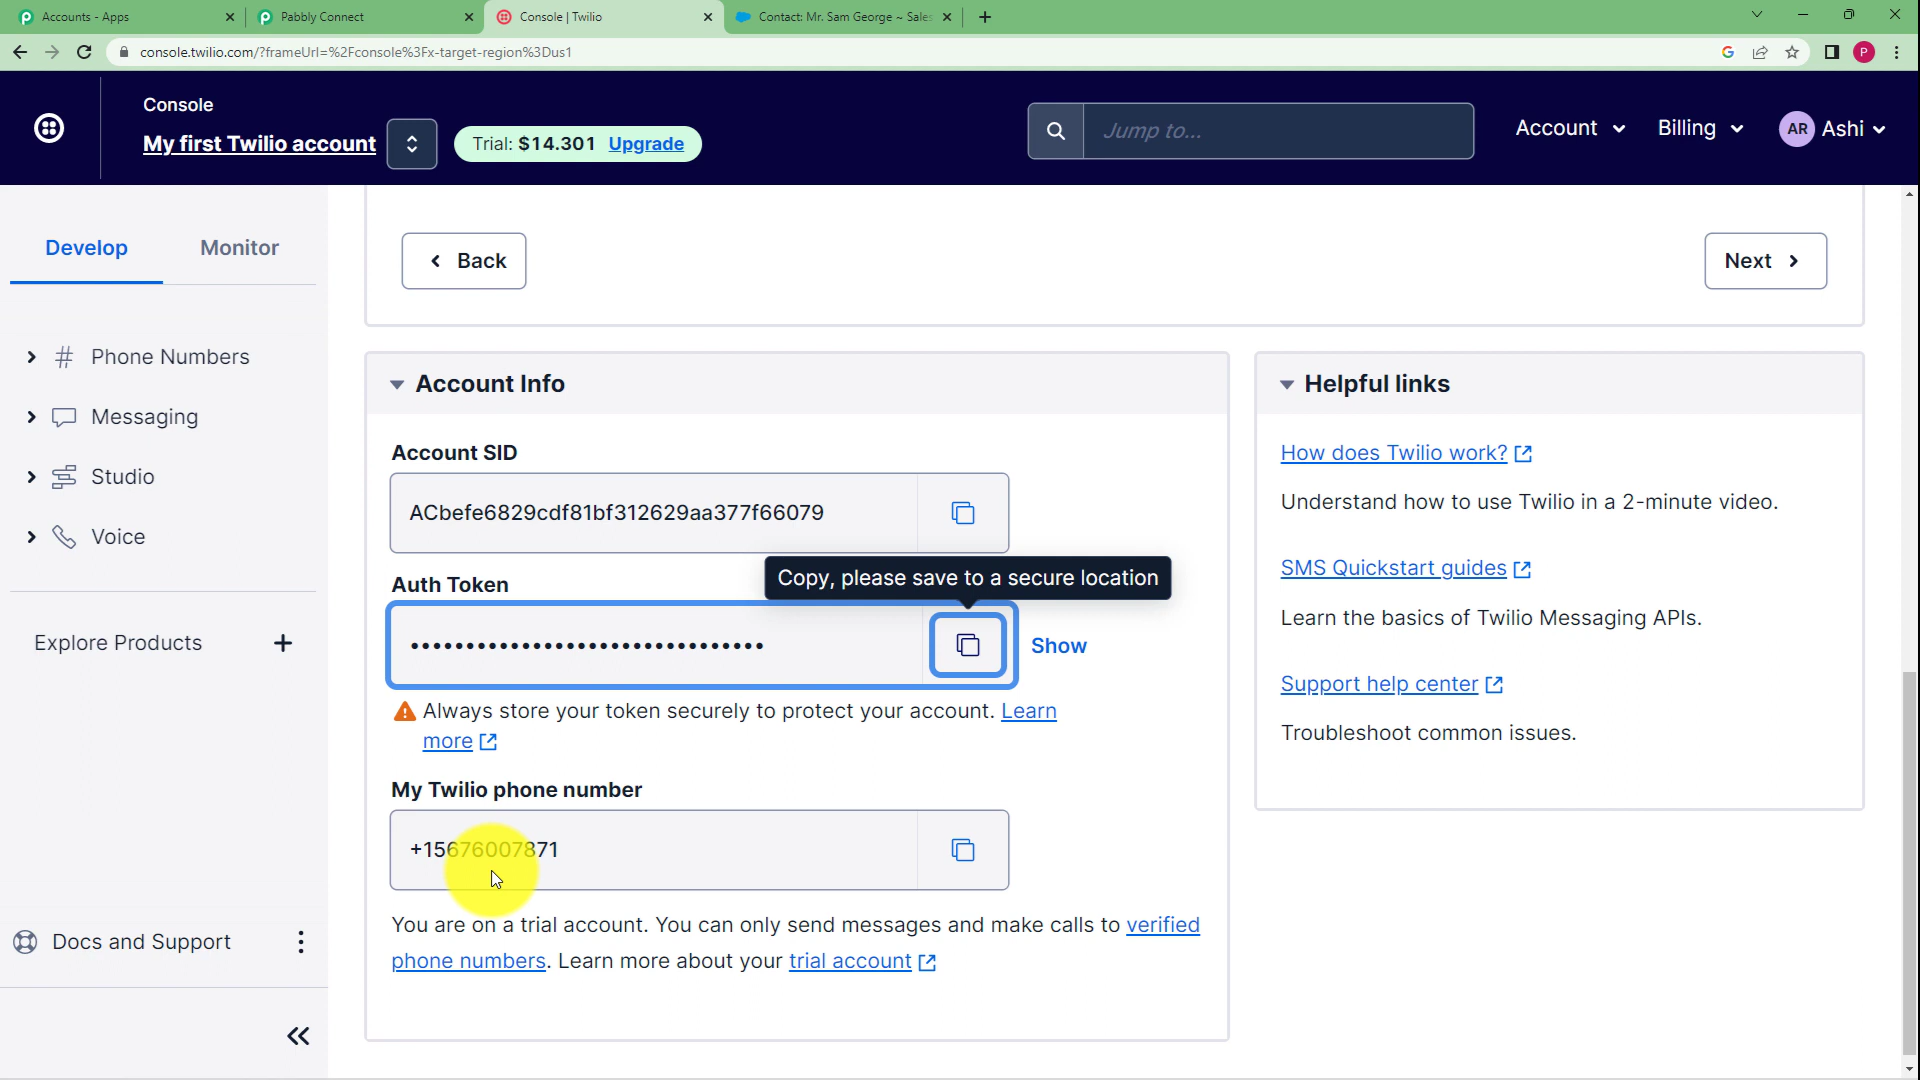 Accounts - Apps
Pabbly Connect
Console | Twilio
Contact: Mr. Sam George ~ Sales
console.twilio.com/?frameUrl=%2Fconsole%3Fx-target-region%3Dus1
P
Console
My first Twilio account
Trial: $14.301 Upgrade
Jump to...
Account
Billing
AR
Ashi
Develop
Monitor
Phone Numbers
Messaging
Studio
Voice
Explore Products
Docs and Support
Back
Next
Account Info
Account SID
ACbefe6829cdf81bf312629aa377f66079
Copy, please save to a secure location
Auth Token
••••••••••••••••••••••••••••••••
Show
Always store your token securely to protect your account. Learn
more
My Twilio phone number
+15676007871
You are on a trial account. You can only send messages and make calls to verified
phone numbers. Learn more about your trial account
Helpful links
How does Twilio work?
Understand how to use Twilio in a 2-minute video.
SMS Quickstart guides
Learn the basics of Twilio Messaging APIs.
Support help center
Troubleshoot common issues.